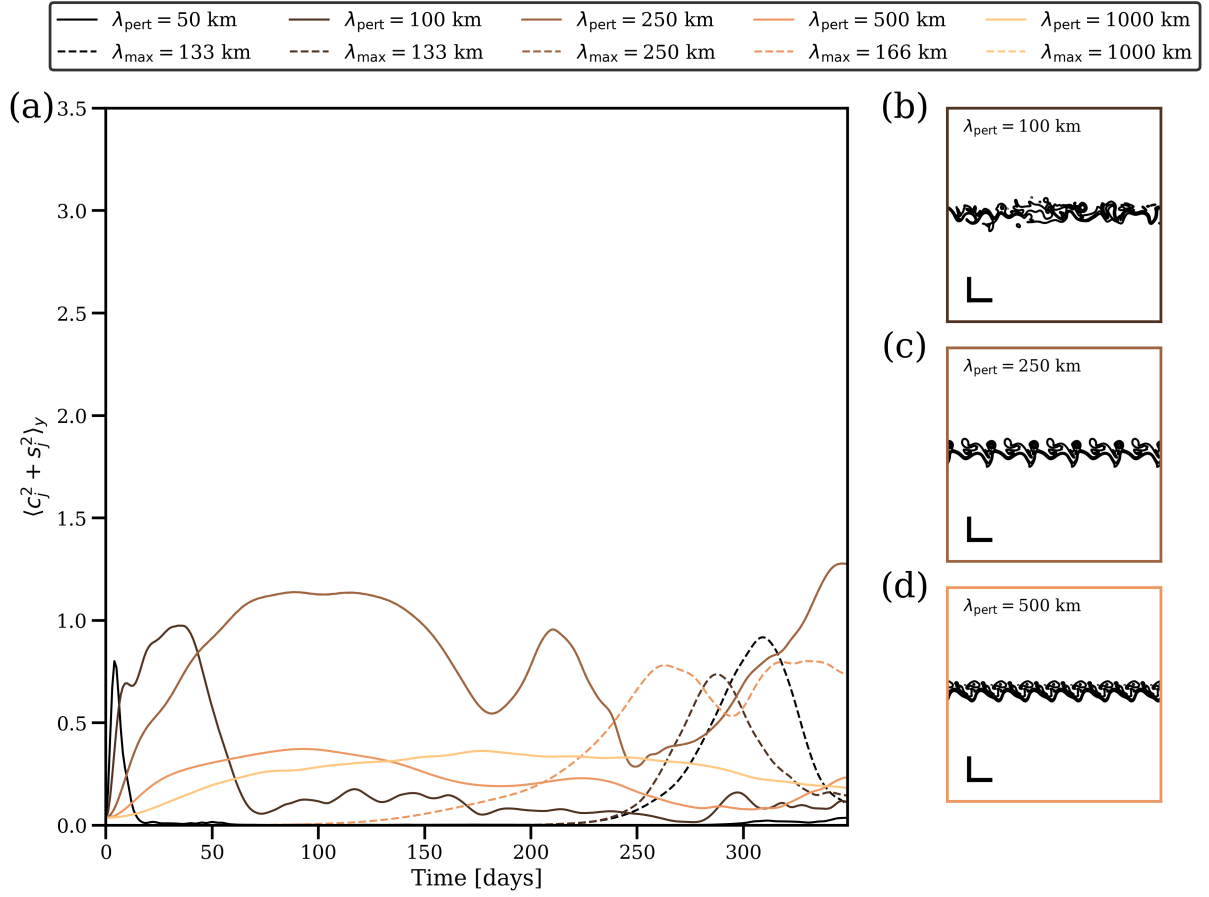 λpert = 50 km λpert = 100 km λpert = 250 km λpert = 500 km λpert = 1000 km
λmax = 133 km λmax = 133 km λmax = 250 km λmax = 166 km λmax = 1000 km
(a)
3.5
3.0
2.5
2.0
1.5
1.0
0.5
0.0
⟨c_j^2 + s_j^2⟩_y
0 50 100 150 200 250 300
Time [days]
(b)
λpert = 100 km
(c)
λpert = 250 km
(d)
λpert = 500 km